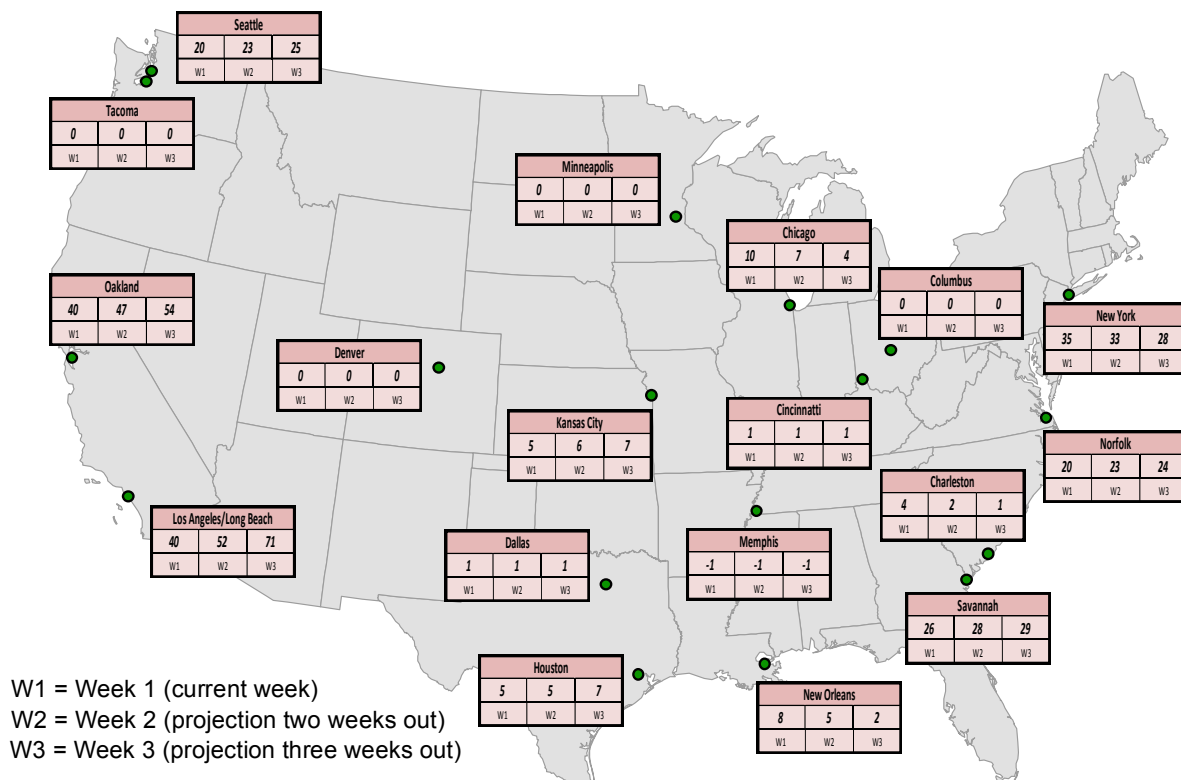 Seattle
20 23 25
W1 W2 W3
Tacoma
0 0 0
W1 W2 W3
Minneapolis
0 0 0
W1 W2 W3
Chicago
10 7 4
W1 W2 W3
Columbus
0 0 0
W1 W2 W3
Oakland
40 47 54
W1 W2 W3
New York
35 33 28
W1 W2 W3
Denver
0 0 0
W1 W2 W3
Kansas City
5 6 7
W1 W2 W3
Cincinnatti
1 1 1
W1 W2 W3
Norfolk
20 23 24
W1 W2 W3
Charleston
4 2 1
W1 W2 W3
Los Angeles/Long Beach
40 52 71
W1 W2 W3
Dallas
1 1 1
W1 W2 W3
Memphis
-1 -1 -1
W1 W2 W3
Savannah
26 28 29
W1 W2 W3
Houston
5 5 7
W1 W2 W3
New Orleans
8 5 2
W1 W2 W3
W1 = Week 1 (current week)
W2 = Week 2 (projection two weeks out)
W3 = Week 3 (projection three weeks out)